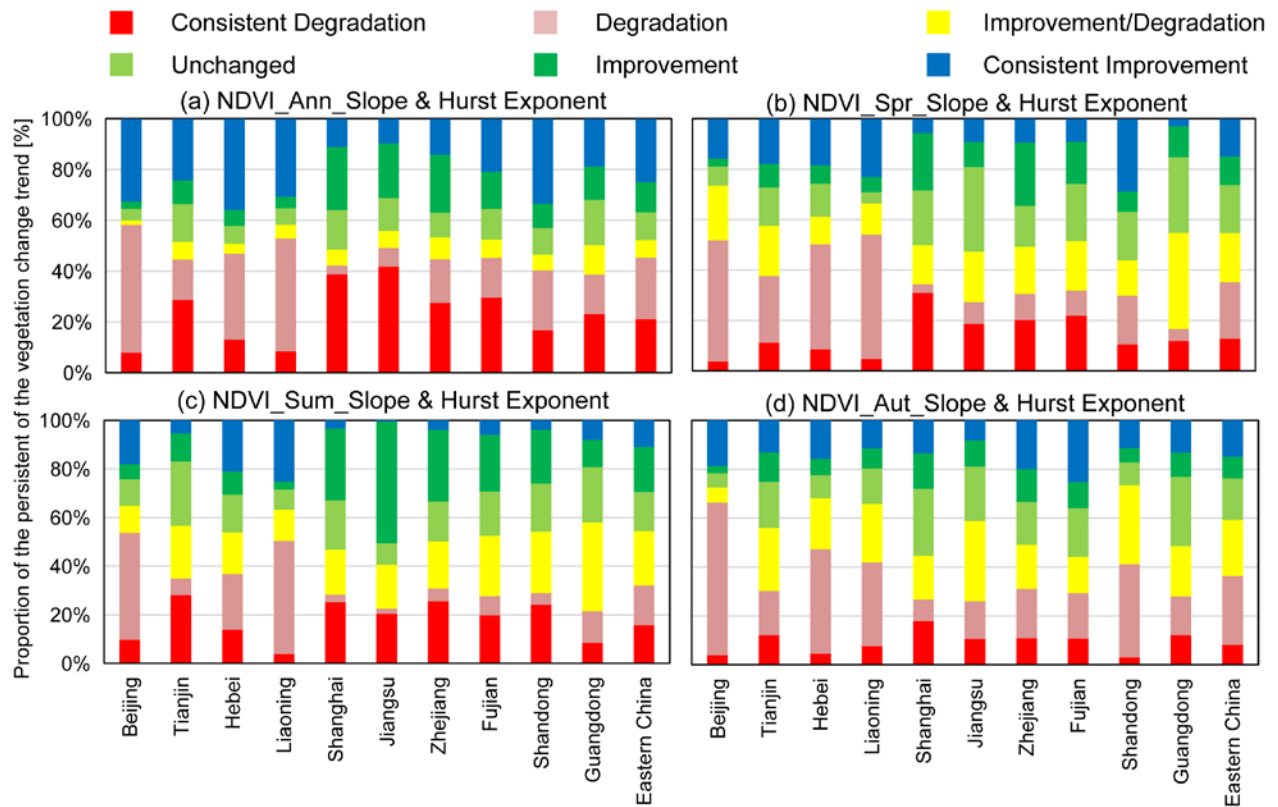 Consistent Degradation
Degradation
Improvement/Degradation
Unchanged
Improvement
Consistent Improvement
Proportion of the persistent of the vegetation change trend [%]
(a) NDVI_Ann_Slope & Hurst Exponent
100%
80%
60%
40%
20%
0%
(b) NDVI_Spr_Slope & Hurst Exponent
(c) NDVI_Sum_Slope & Hurst Exponent
100%
80%
60%
40%
20%
0%
Beijing
Tianjin
Hebei
Liaoning
Shanghai
Jiangsu
Zhejiang
Fujian
Shandong
Guangdong
Eastern China
(d) NDVI_Aut_Slope & Hurst Exponent
Beijing
Tianjin
Hebei
Liaoning
Shanghai
Jiangsu
Zhejiang
Fujian
Shandong
Guangdong
Eastern China